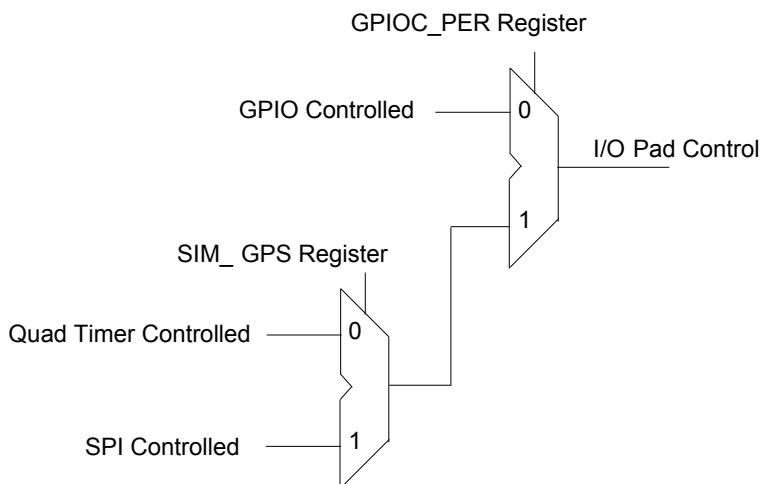 GPIOC_PER Register
GPIO Controlled
0
I/O Pad Control
1
SIM_ GPS Register
Quad Timer Controlled
0
SPI Controlled
1